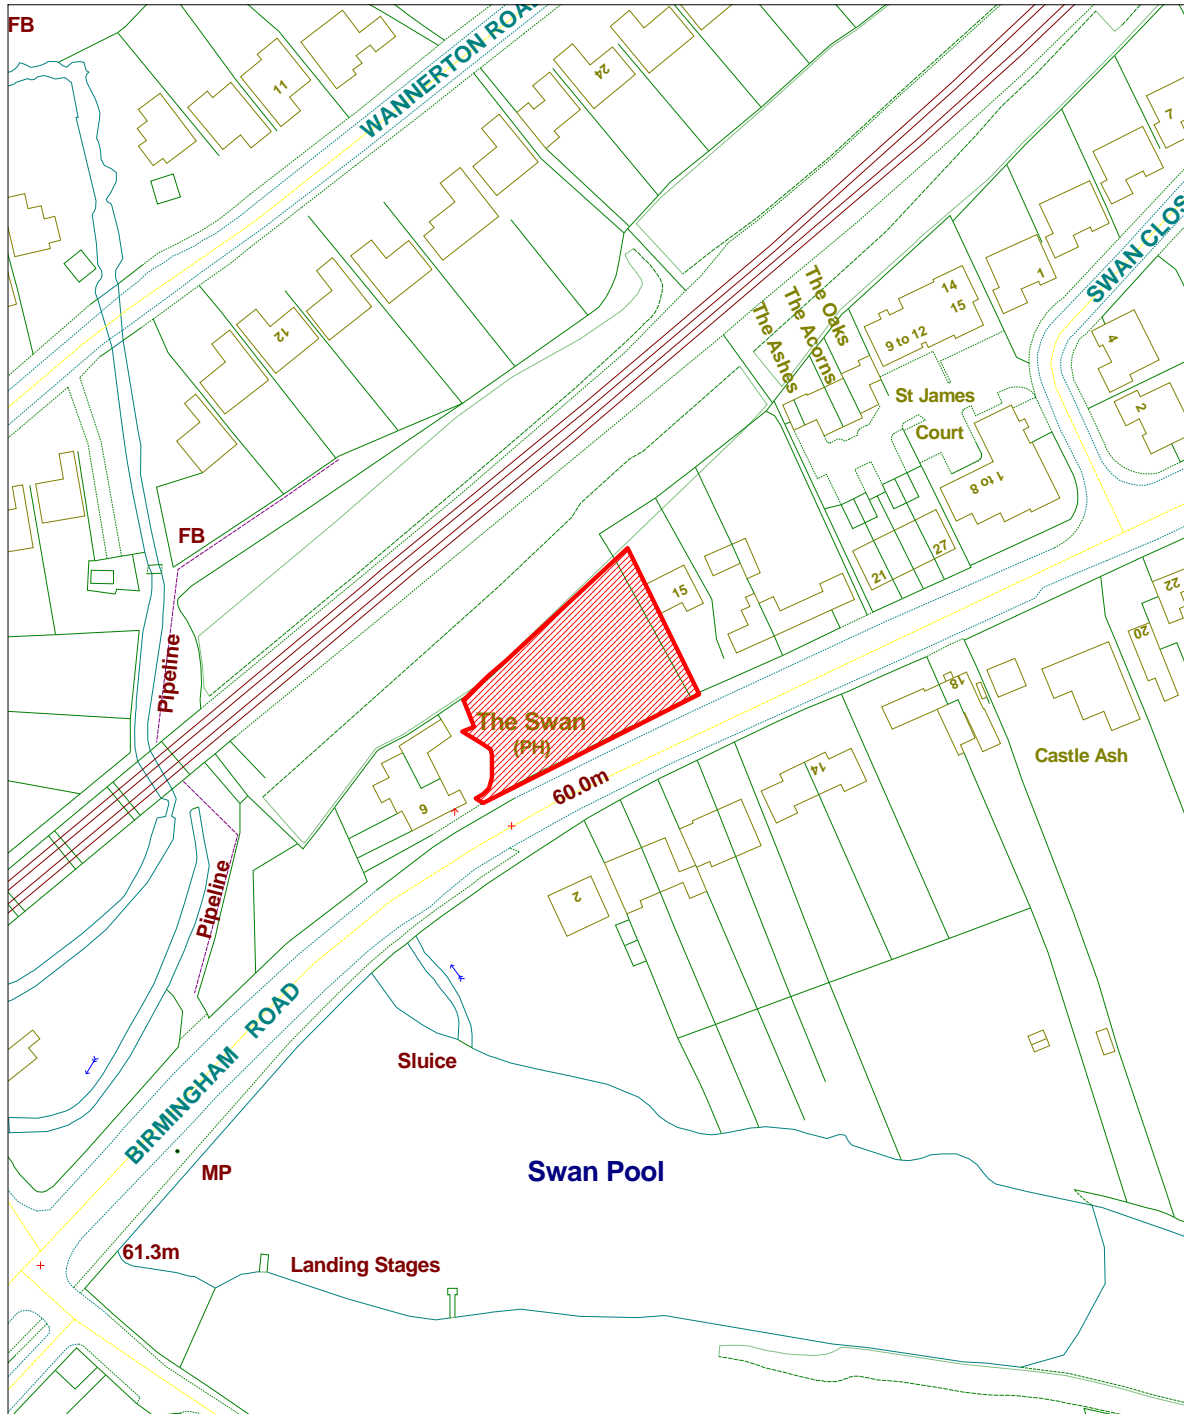 FB
WANNERTON ROA
11
24
7
SWAN CLOS
1
The Oaks
The Acorns
The Ashes
14
15
9 to 12
4
2
St James
Court
12
1 to 8
FB
27
21
15
22
20
Pipeline
18
The Swan
(PH)
Castle Ash
60.0m
14
9
2
Pipeline
BIRMINGHAM ROAD
Sluice
MP
Swan Pool
61.3m
Landing Stages